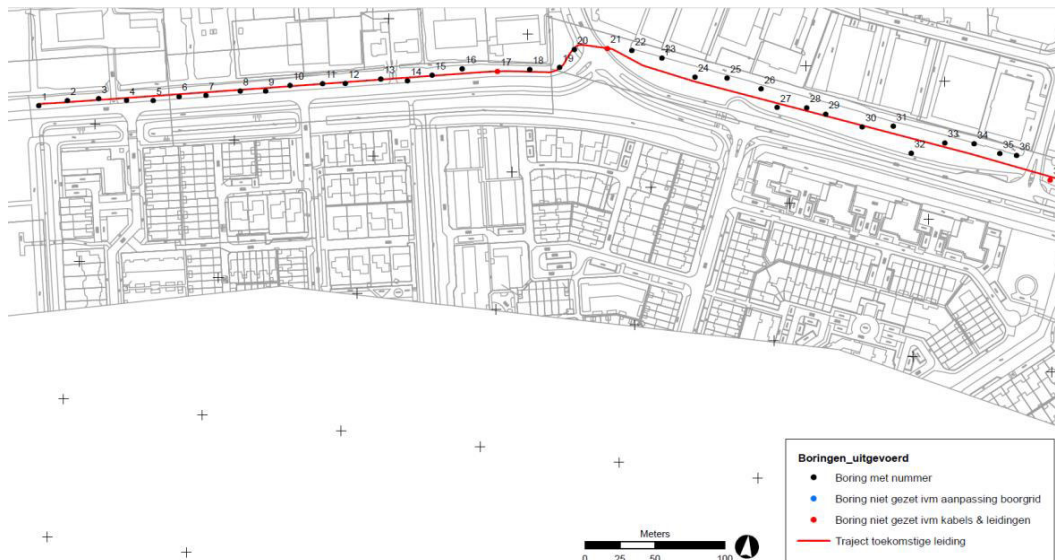 1 2 3 4 5 6 7 8 9 10 11 12 13 14 15 16 17 18 19 20 21 22 23 24 25 26 27 28 29 30 31 32 33 34 35 36
Boringen_uitgevoerd
Boring met nummer
Boring niet gezet ivm aanpassing boorgrid
Boring niet gezet ivm kabels & leidingen
Traject toekomstige leiding
Meters
0 25 50 100